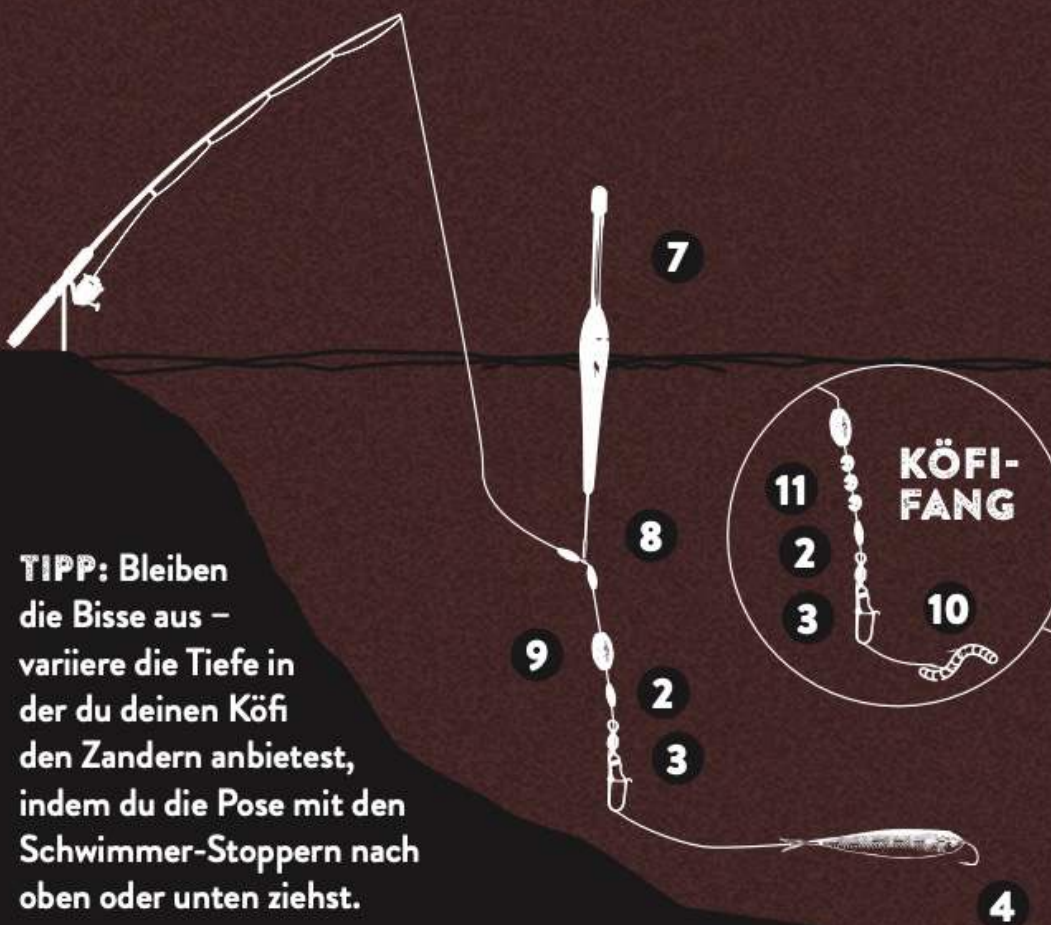 7
KÖFI-
FANG
11
8
2
10
3
9
2
3
4
TIPP: Bleiben
die Bisse aus –
variiere die Tiefe in
der du deinen Köfi
den Zandern anbietest,
indem du die Pose mit den
Schwimmer-Stoppern nach
oben oder unten ziehst.